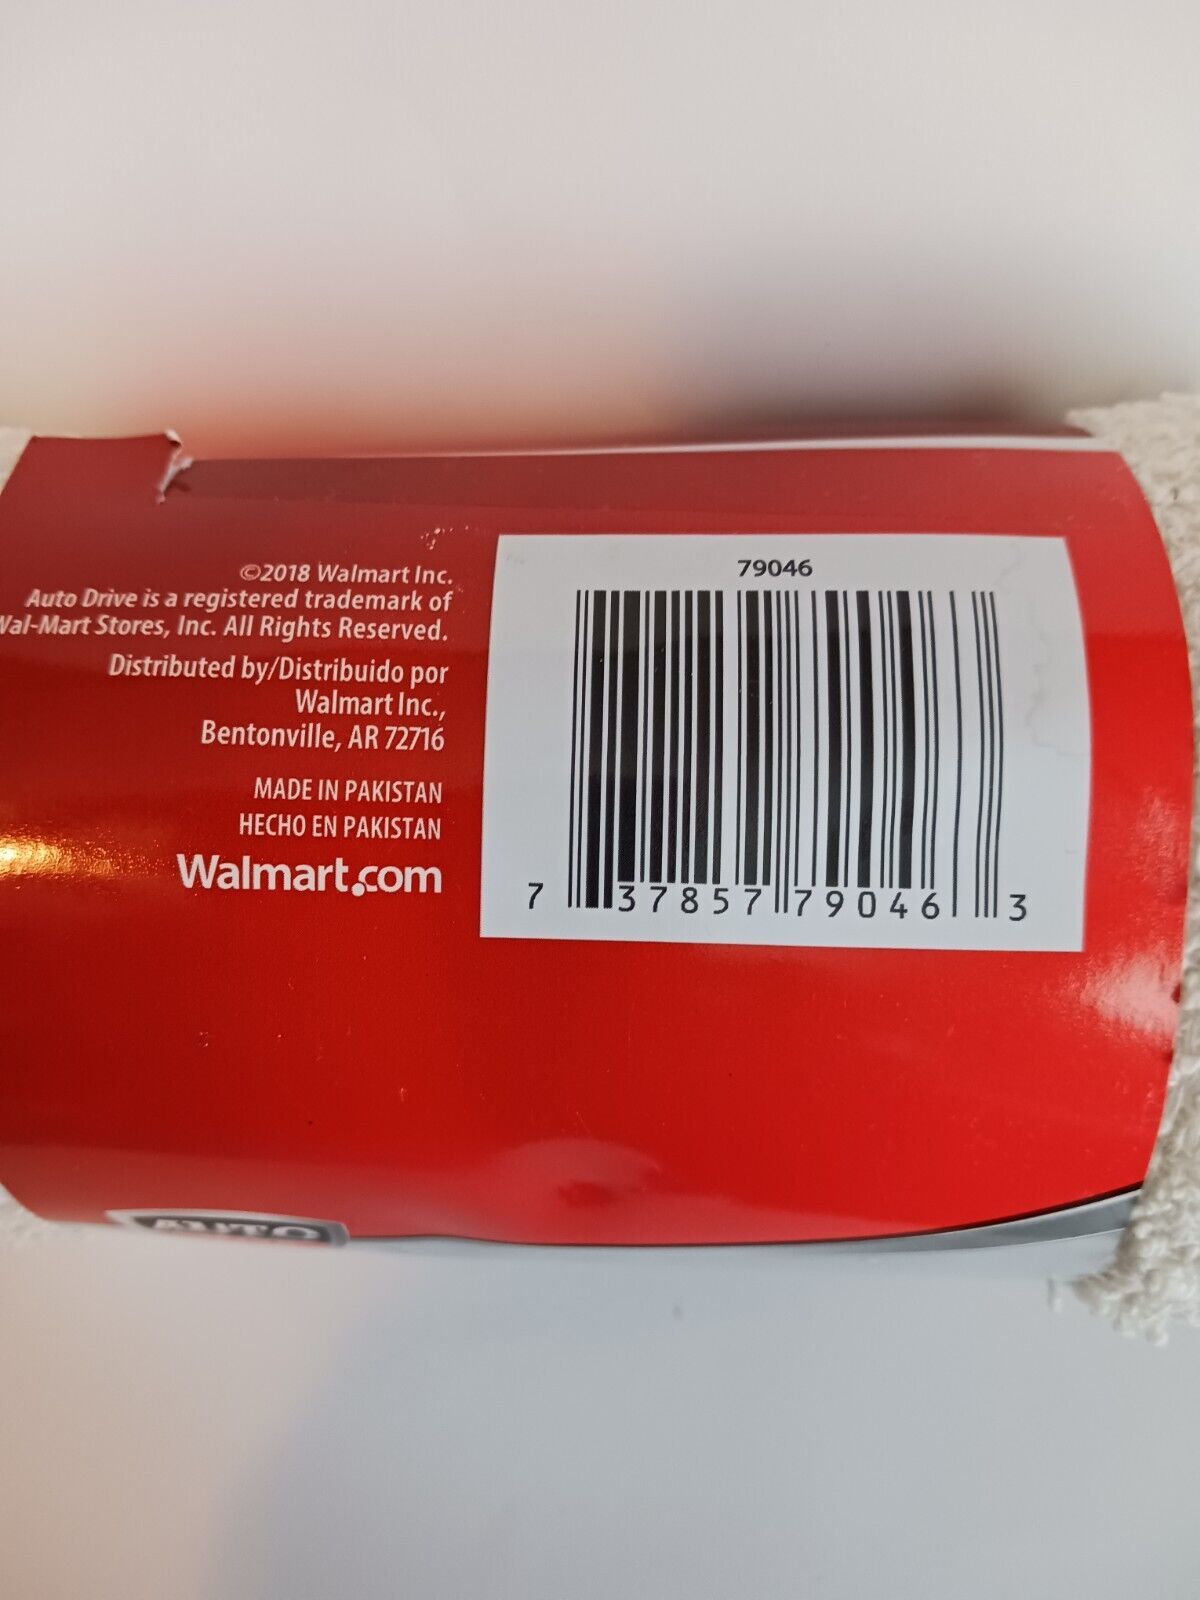 ©2018 Walmart Inc.
Auto Drive is a registered trademark of
Wal-Mart Stores, Inc. All Rights Reserved.
Distributed by/Distribuido por
Walmart Inc.,
Bentonville, AR 72716
MADE IN PAKISTAN
HECHO EN PAKISTAN
Walmart.com
79046
7 37857 79046 3
AUTO